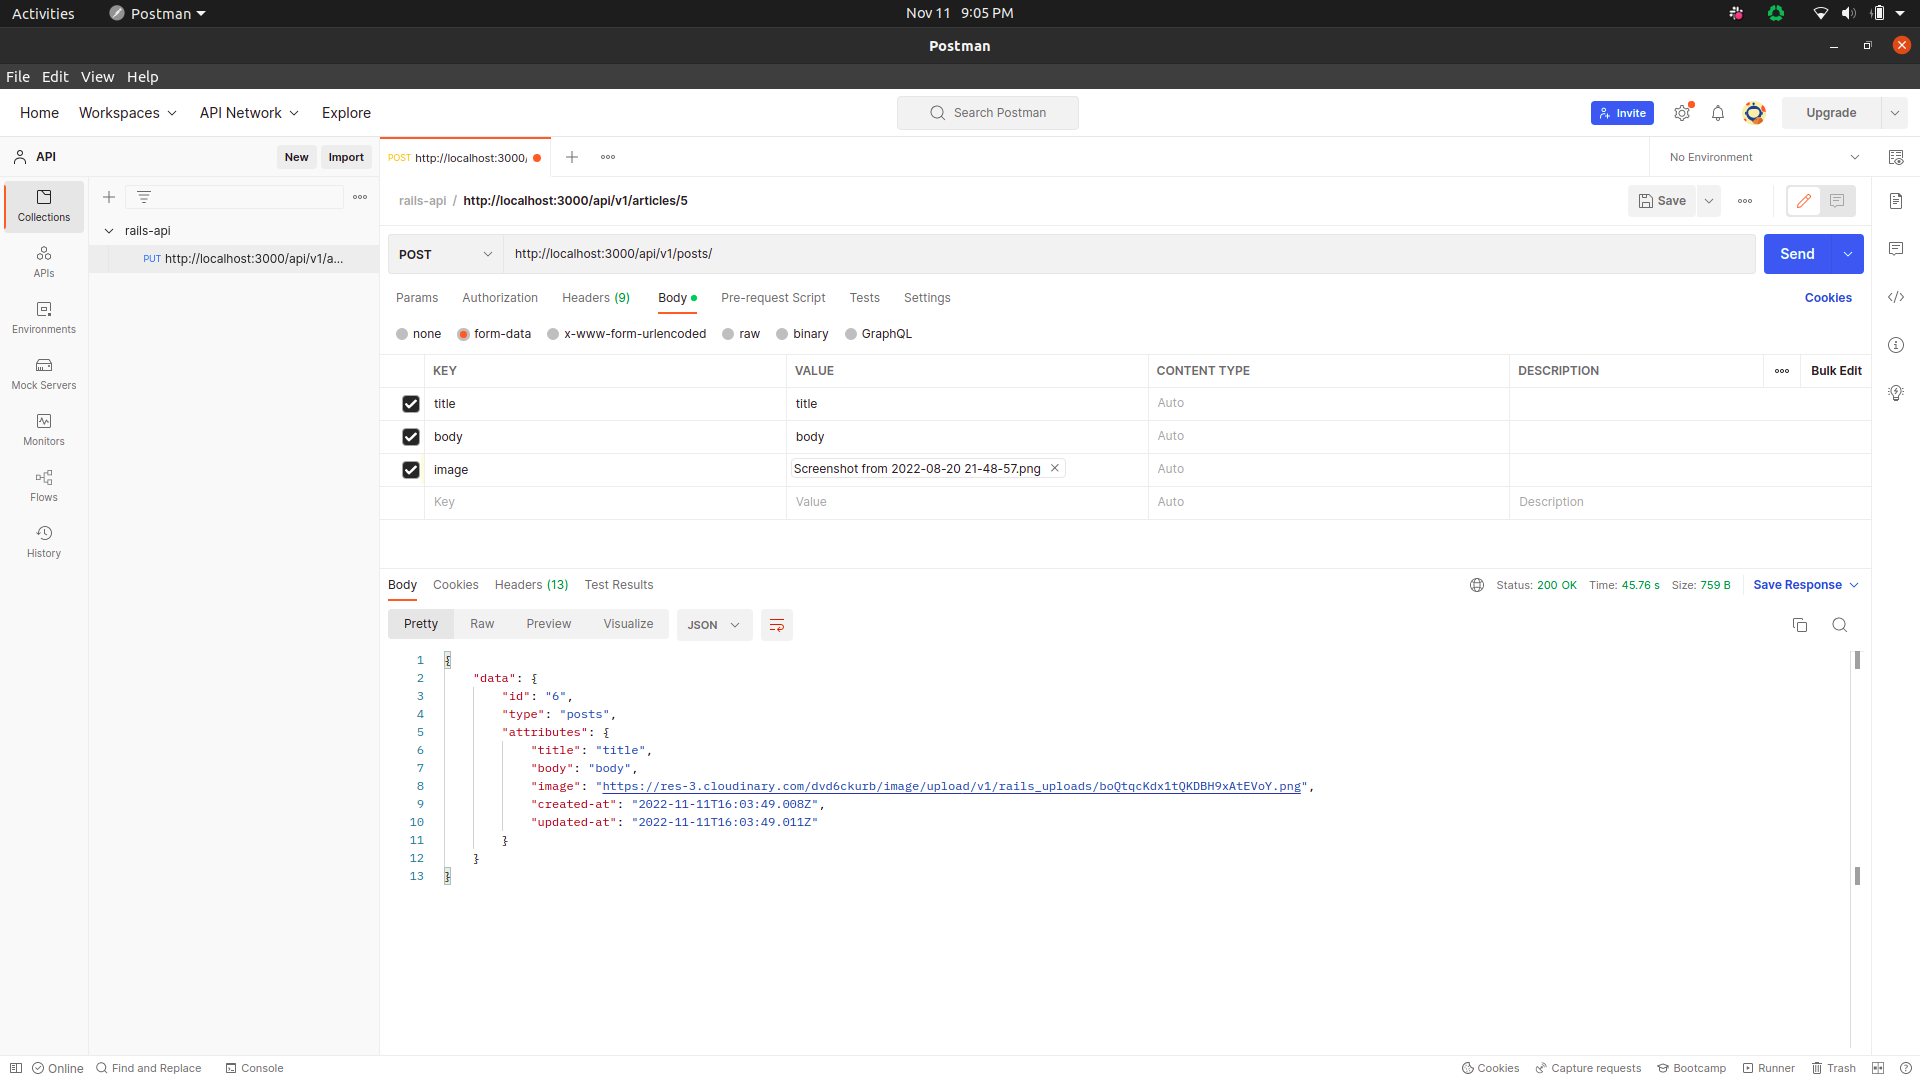 Activities Postman Nov 11 9:05 PM
Postman
File Edit View Help
Home Workspaces API Network Explore Search Postman Invite Upgrade
API New Import POST http://localhost:3000/ No Environment
Collections
rails-api / http://localhost:3000/api/v1/articles/5 Save
rails-api
PUT http://localhost:3000/api/v1/a...
POST http://localhost:3000/api/v1/posts/ Send
APIs
Environments
Mock Servers
Monitors
Flows
History
Params Authorization Headers (9) Body Pre-request Script Tests Settings Cookies
none form-data x-www-form-urlencoded raw binary GraphQL
KEY VALUE CONTENT TYPE DESCRIPTION Bulk Edit
title title Auto
body body Auto
image Screenshot from 2022-08-20 21-48-57.png Auto
Key Value Auto Description
Body Cookies Headers (13) Test Results Status: 200 OK Time: 45.76 s Size: 759 B Save Response
Pretty Raw Preview Visualize JSON
1 {
2 "data": {
3 "id": "6",
4 "type": "posts",
5 "attributes": {
6 "title": "title",
7 "body": "body",
8 "image": "https://res-3.cloudinary.com/dvd6ckurb/image/upload/v1/rails_uploads/boQtqcKdx1tQKDBH9xAtEVoY.png",
9 "created-at": "2022-11-11T16:03:49.008Z",
10 "updated-at": "2022-11-11T16:03:49.011Z"
11 }
12 }
13 }
Online Find and Replace Console Cookies Capture requests Bootcamp Runner Trash